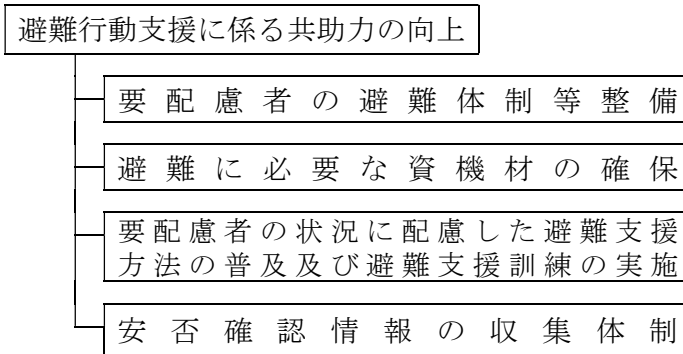 避難行動支援に係る共助力の向上
要配慮者の避難体制等整備
避難に必要な資機材の確保
要配慮者の状況に配慮した避難支援
方法の普及及び避難支援訓練の実施
安否確認情報の収集体制